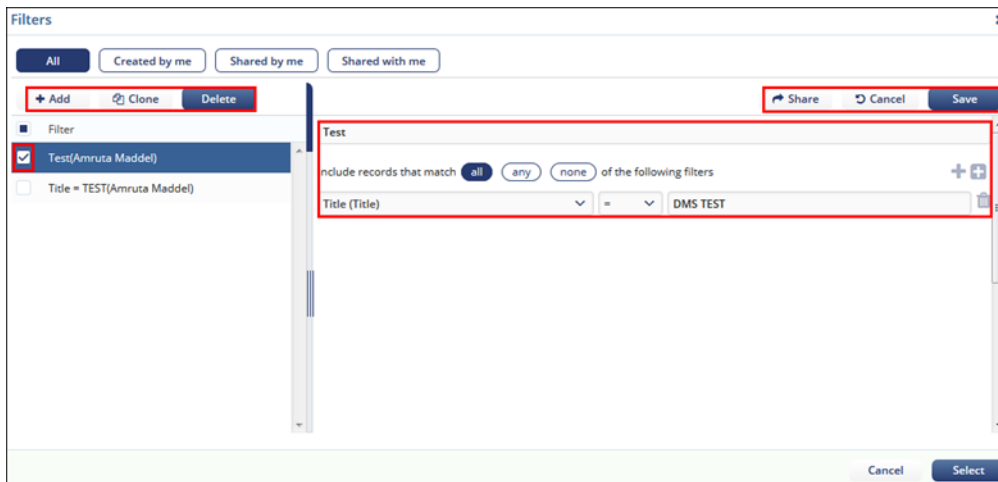 Filters
All Created by me Shared by me Shared with me
+ Add Clone Delete
Share Cancel Save
Filter
Test(Amruta Maddel)
Title = TEST(Amruta Maddel)
Test
nclude records that match all any none of the following filters
Title (Title) = DMS TEST
Cancel Select